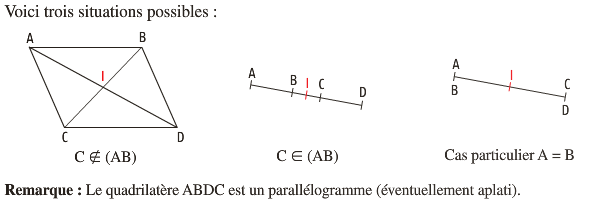 Voici trois situations possibles :
A B
I
C D
C ∉ (AB)
A B I C D
C ∈ (AB)
A I C
B D
Cas particulier A = B
Remarque : Le quadrilatère ABDC est un parallélogramme (éventuellement aplati).